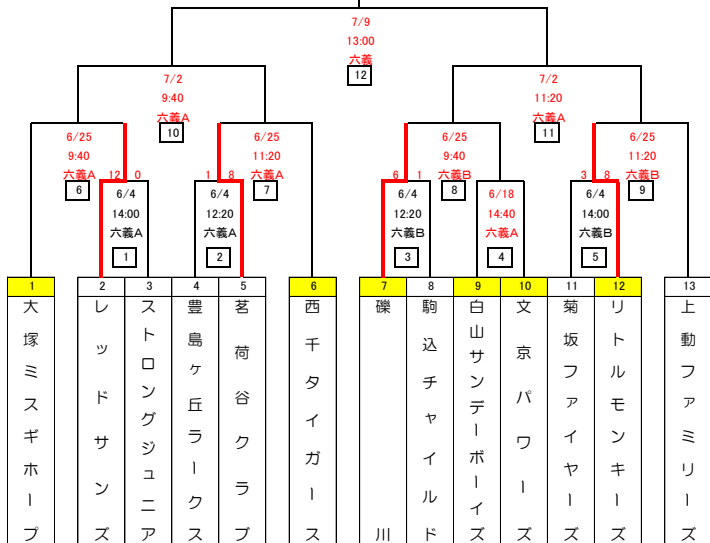 7/9
13:00
六義
12
7/2
9:40
六義A
10
7/2
11:20
六義A
11
6/25
9:40
六義A
6
6/25
11:20
六義A
7
6/25
9:40
六義B
8
6/25
11:20
六義B
9
12 0
1 8
6 1
3 8
6/4
14:00
六義A
1
6/4
12:20
六義A
2
6/4
12:20
六義B
3
6/18
14:40
六義A
4
6/4
14:00
六義B
5
1
大塚ミスギホープ
2
レッドサンズ
3
ストロングジュニア
4
豊島ヶ丘ラークス
5
茗荷谷クラブ
6
西千タイガース
7
礫川
8
駒込チャイルド
9
白山サンデーボーイズ
10
文京パワーズ
11
菊坂ファイヤーズ
12
リトルモンキーズ
13
上動ファミリーズ